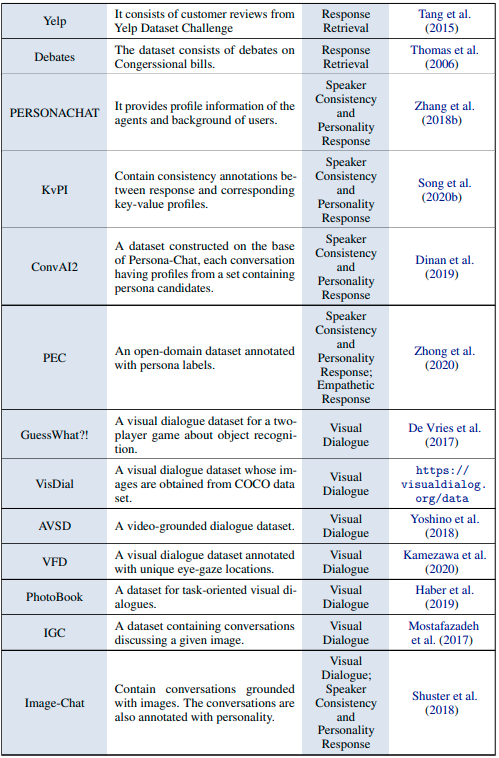 Yelp
It consists of customer reviews from
Yelp Dataset Challenge
Response
Retrieval
Tang et al.
(2015)
Debates
The dataset consists of debates on
Congerssional bills.
Response
Retrieval
Thomas et al.
(2006)
PERSONACHAT
It provides profile information of the
agents and background of users.
Speaker
Consistency
and
Personality
Response
Zhang et al.
(2018b)
KvPI
Contain consistency annotations be-
tween response and corresponding
key-value profiles.
Speaker
Consistency
and
Personality
Response
Song et al.
(2020b)
ConvAI2
A dataset constructed on the base
of Persona-Chat, each conversation
having profiles from a set containing
persona candidates.
Speaker
Consistency
and
Personality
Response
Dinan et al.
(2019)
PEC
An open-domain dataset annotated
with persona labels.
Speaker
Consistency
and
Personality
Response;
Empathetic
Response
Zhong et al.
(2020)
GuessWhat?!
A visual dialogue dataset for a two-
player game about object recogni-
tion.
Visual
Dialogue
De Vries et al.
(2017)
VisDial
A visual dialogue dataset whose im-
ages are obtained from COCO data
set.
Visual
Dialogue
https://
visualdialog.
org/data
AVSD
A video-grounded dialogue dataset.
Visual
Dialogue
Yoshino et al.
(2018)
VFD
A visual dialogue dataset annotated
with unique eye-gaze locations.
Visual
Dialogue
Kamezawa et al.
(2020)
PhotoBook
A dataset for task-oriented visual di-
alogues.
Visual
Dialogue
Haber et al.
(2019)
IGC
A dataset containing conversations
discussing a given image.
Visual
Dialogue
Mostafazadeh
et al. (2017)
Image-Chat
Contain conversations grounded
with images. The conversations are
also annotated with personality.
Visual
Dialogue;
Speaker
Consistency
and
Personality
Response
Shuster et al.
(2018)